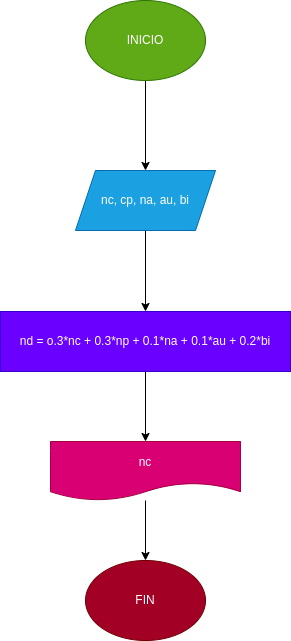 INICIO
nc, cp, na, au, bi
nd = o.3*nc + 0.3*np + 0.1*na + 0.1*au + 0.2*bi
nc
FIN